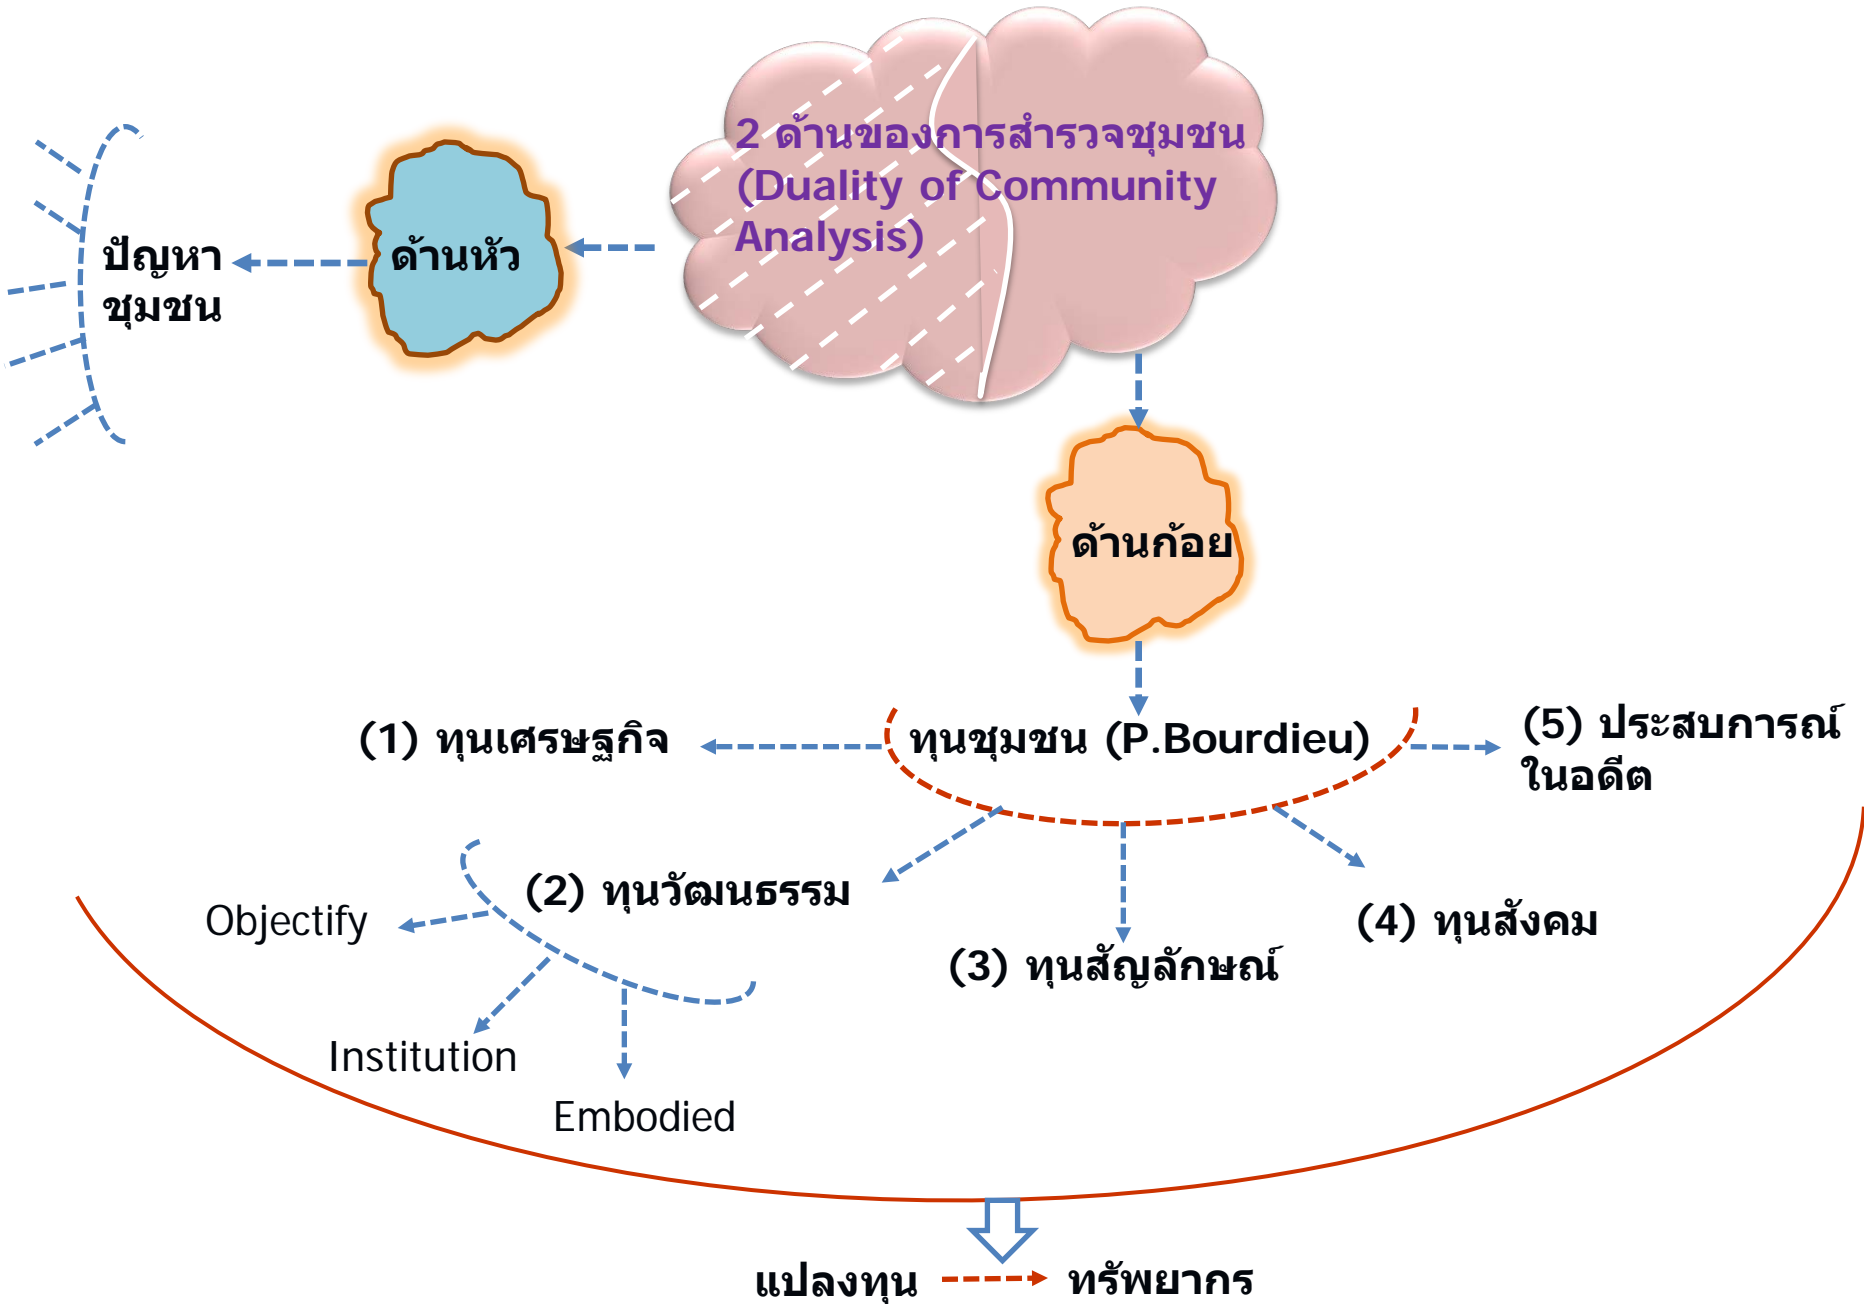 2 ด้านของการสำรวจชุมชน
(Duality of Community
Analysis)
ด้านหัว
ปัญหา
ชุมชน
ด้านก้อย
ทุนชุมชน (P.Bourdieu)
(1) ทุนเศรษฐกิจ
(5) ประสบการณ์
ในอดีต
(2) ทุนวัฒนธรรม
Objectify
(4) ทุนสังคม
(3) ทุนสัญลักษณ์
Institution
Embodied
แปลงทุน
ทรัพยากร